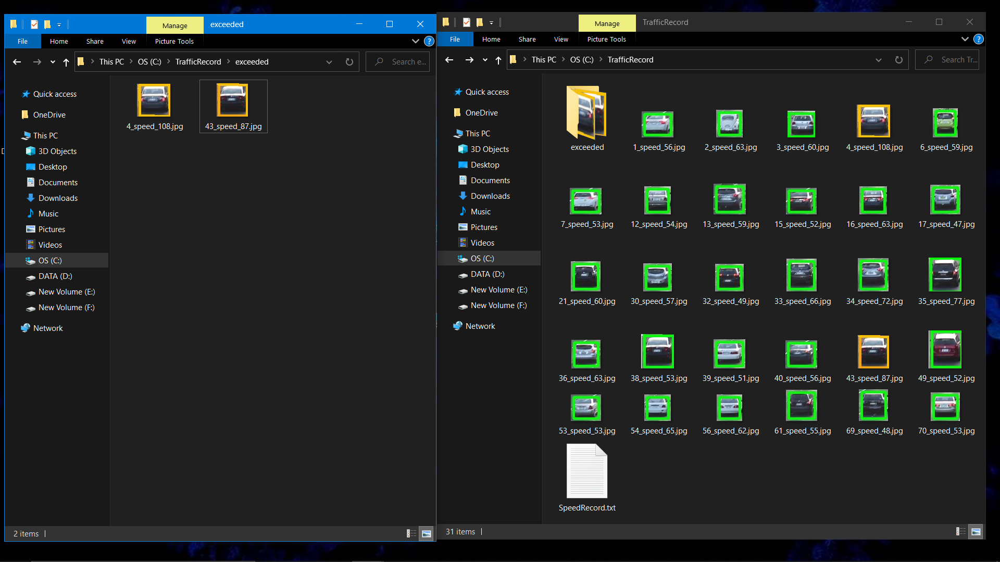 Manage
exceeded
File
Home
Share
View
Picture Tools
This PC
OS (C:)
TrafficRecord
exceeded
Search e...
Quick access
OneDrive
This PC
3D Objects
Desktop
Documents
Downloads
Music
Pictures
Videos
OS (C:)
DATA (D:)
New Volume (E:)
New Volume (F:)
Network
4_speed_108.jpg
43_speed_87.jpg
2 items
Manage
TrafficRecord
File
Home
Share
View
Picture Tools
This PC
OS (C:)
TrafficRecord
Search Tr...
Quick access
OneDrive
This PC
3D Objects
Desktop
Documents
Downloads
Music
Pictures
Videos
OS (C:)
DATA (D:)
New Volume (E:)
New Volume (F:)
Network
exceeded
1_speed_56.jpg
2_speed_63.jpg
3_speed_60.jpg
4_speed_108.jpg
6_speed_59.jpg
7_speed_53.jpg
12_speed_54.jpg
13_speed_59.jpg
15_speed_52.jpg
16_speed_63.jpg
17_speed_47.jpg
21_speed_60.jpg
30_speed_57.jpg
32_speed_49.jpg
33_speed_66.jpg
34_speed_72.jpg
35_speed_77.jpg
36_speed_63.jpg
38_speed_53.jpg
39_speed_51.jpg
40_speed_56.jpg
43_speed_87.jpg
49_speed_52.jpg
53_speed_53.jpg
54_speed_65.jpg
56_speed_62.jpg
61_speed_55.jpg
69_speed_48.jpg
70_speed_53.jpg
SpeedRecord.txt
31 items